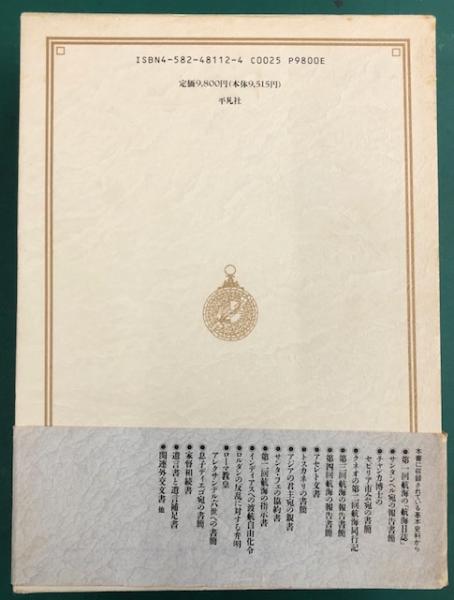 ISBN4-582-48112-4 C0025 P9800E
定価9,800円(本体9,515円)
平凡社
本書に収録されている基本史料から
●第一回航海の「航海日誌」
●サンタンヘル宛の報告書簡
●チャンカ博士の
セビリア市会宛の書簡
●クネオの第二回航海同行記
●第三回航海の報告書簡
●第四回航海の報告書簡
●アセレト文書
●トスカネリの書簡
●アジアの君主宛の親書
●サンタ・フェの協約書
●第二回航海の指示書
●インディアスへの渡航自由化令
●ロルダンの反乱に対する弁明
●ローマ教皇
アレクサンデル六世への書簡
●息子ディエゴ宛の書簡
●家督相続書
●遺言書と遺言補足書
●関連外交文書 他